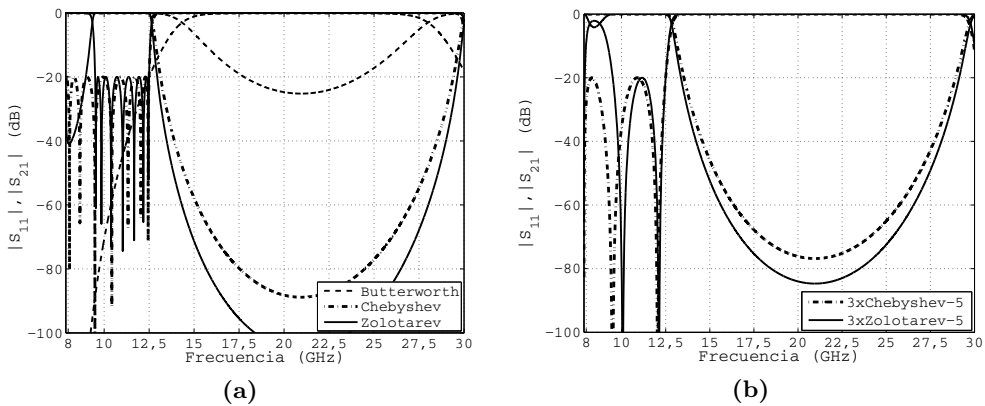 |S11|,|S21| (dB)
0
−20
−40
−60
−80
−100
8 10 12,5 15 17,5 20 22,5 25 27,5 30
Frecuencia (GHz)
Butterworth
Chebyshev
Zolotarev
(a)
|S11|,|S21| (dB)
0
−20
−40
−60
−80
−100
8 10 12,5 15 17,5 20 22,5 25 27,5 30
Frecuencia (GHz)
3xChebyshev−5
3xZolotarev−5
(b)